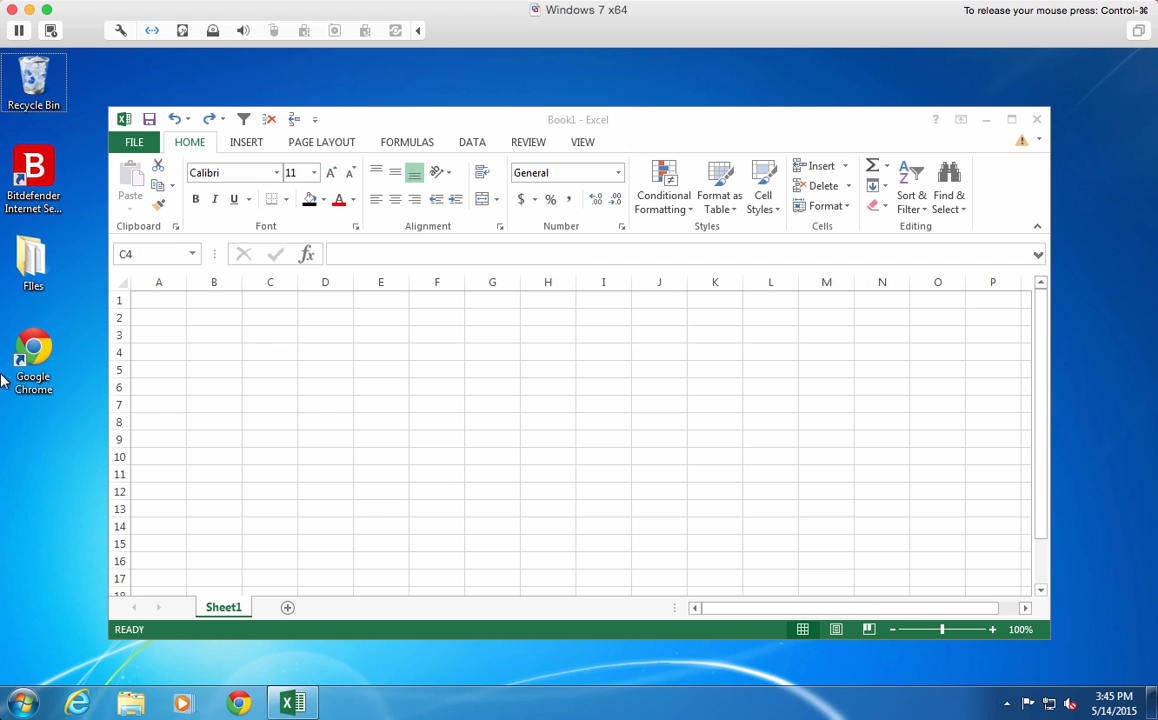 Windows 7 x64
To release your mouse press: Control-⌘
Recycle Bin
Bitdefender
Internet Se...
FIles
Google
Chrome
Book1 - Excel
?
FILE HOME INSERT PAGE LAYOUT FORMULAS DATA REVIEW VIEW
Paste
Clipboard
Calibri 11 A A
B I U A
Font
Alignment
General
$ % , .00 .0
Number
Conditional
Formatting
Format as
Table
Cell
Styles
Styles
Insert
Delete
Format
Cells
Sort &
Filter
Find &
Select
Editing
C4 fx
A B C D E F G H I J K L M N O P
1
2
3
4
5
6
7
8
9
10
11
12
13
14
15
16
17
Sheet1
READY
100%
3:45 PM
5/14/2015